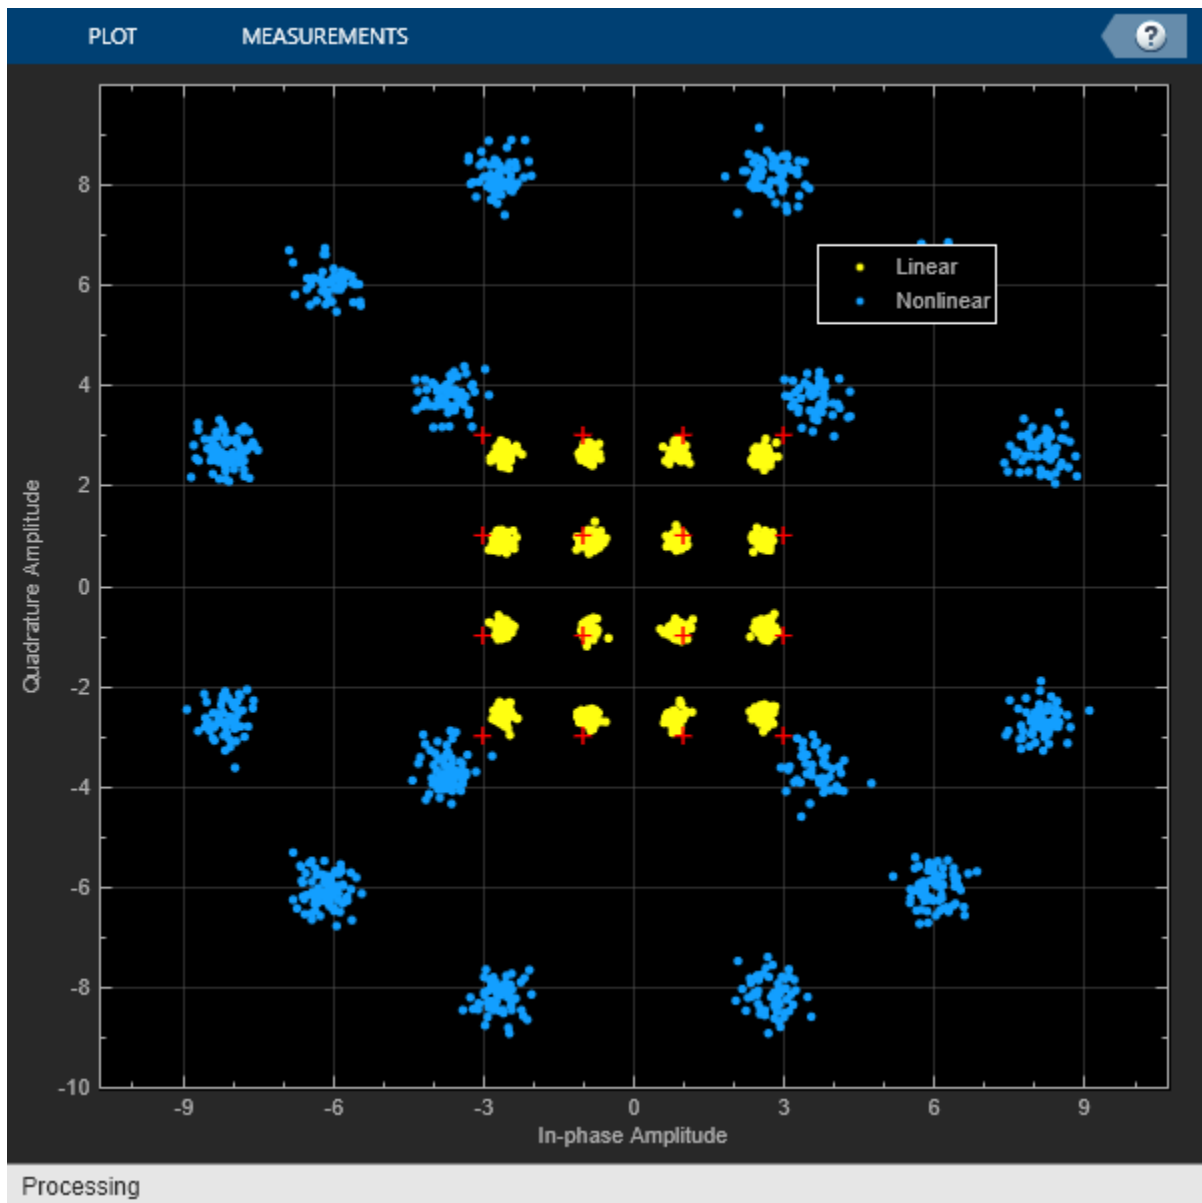 PLOT MEASUREMENTS ?
Linear
Nonlinear
8
6
4
2
0
-2
-4
-6
-8
-10
-9 -6 -3 0 3 6 9
In-phase Amplitude
Quadrature Amplitude
Processing